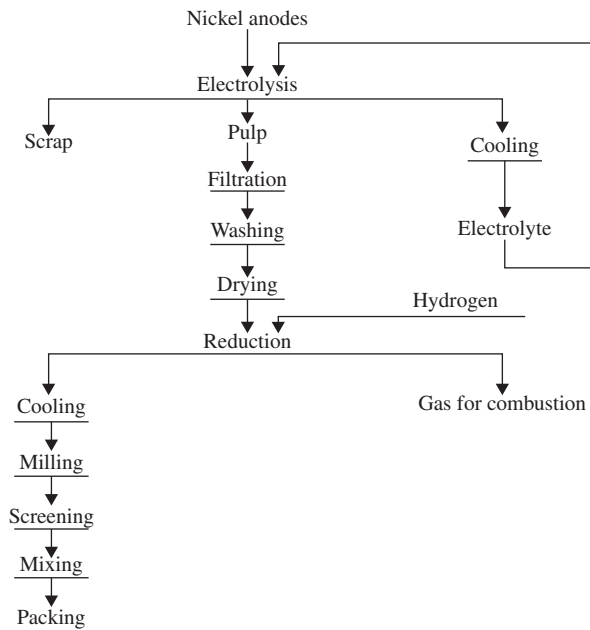 Nickel anodes
Electrolysis
Scrap
Pulp
Cooling
Filtration
Washing
Electrolyte
Drying
Hydrogen
Reduction
Cooling
Gas for combustion
Milling
Screening
Mixing
Packing